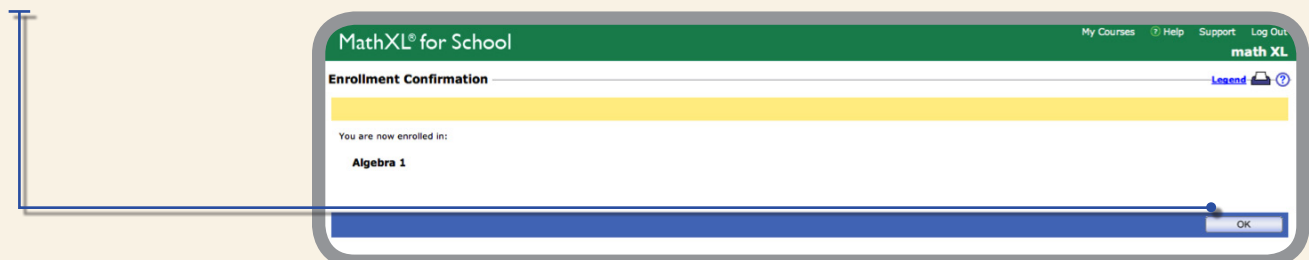 MathXL® for School
My Courses ? Help Support Log Out
math XL
Enrollment Confirmation
Legend ?
You are now enrolled in:
Algebra 1
OK